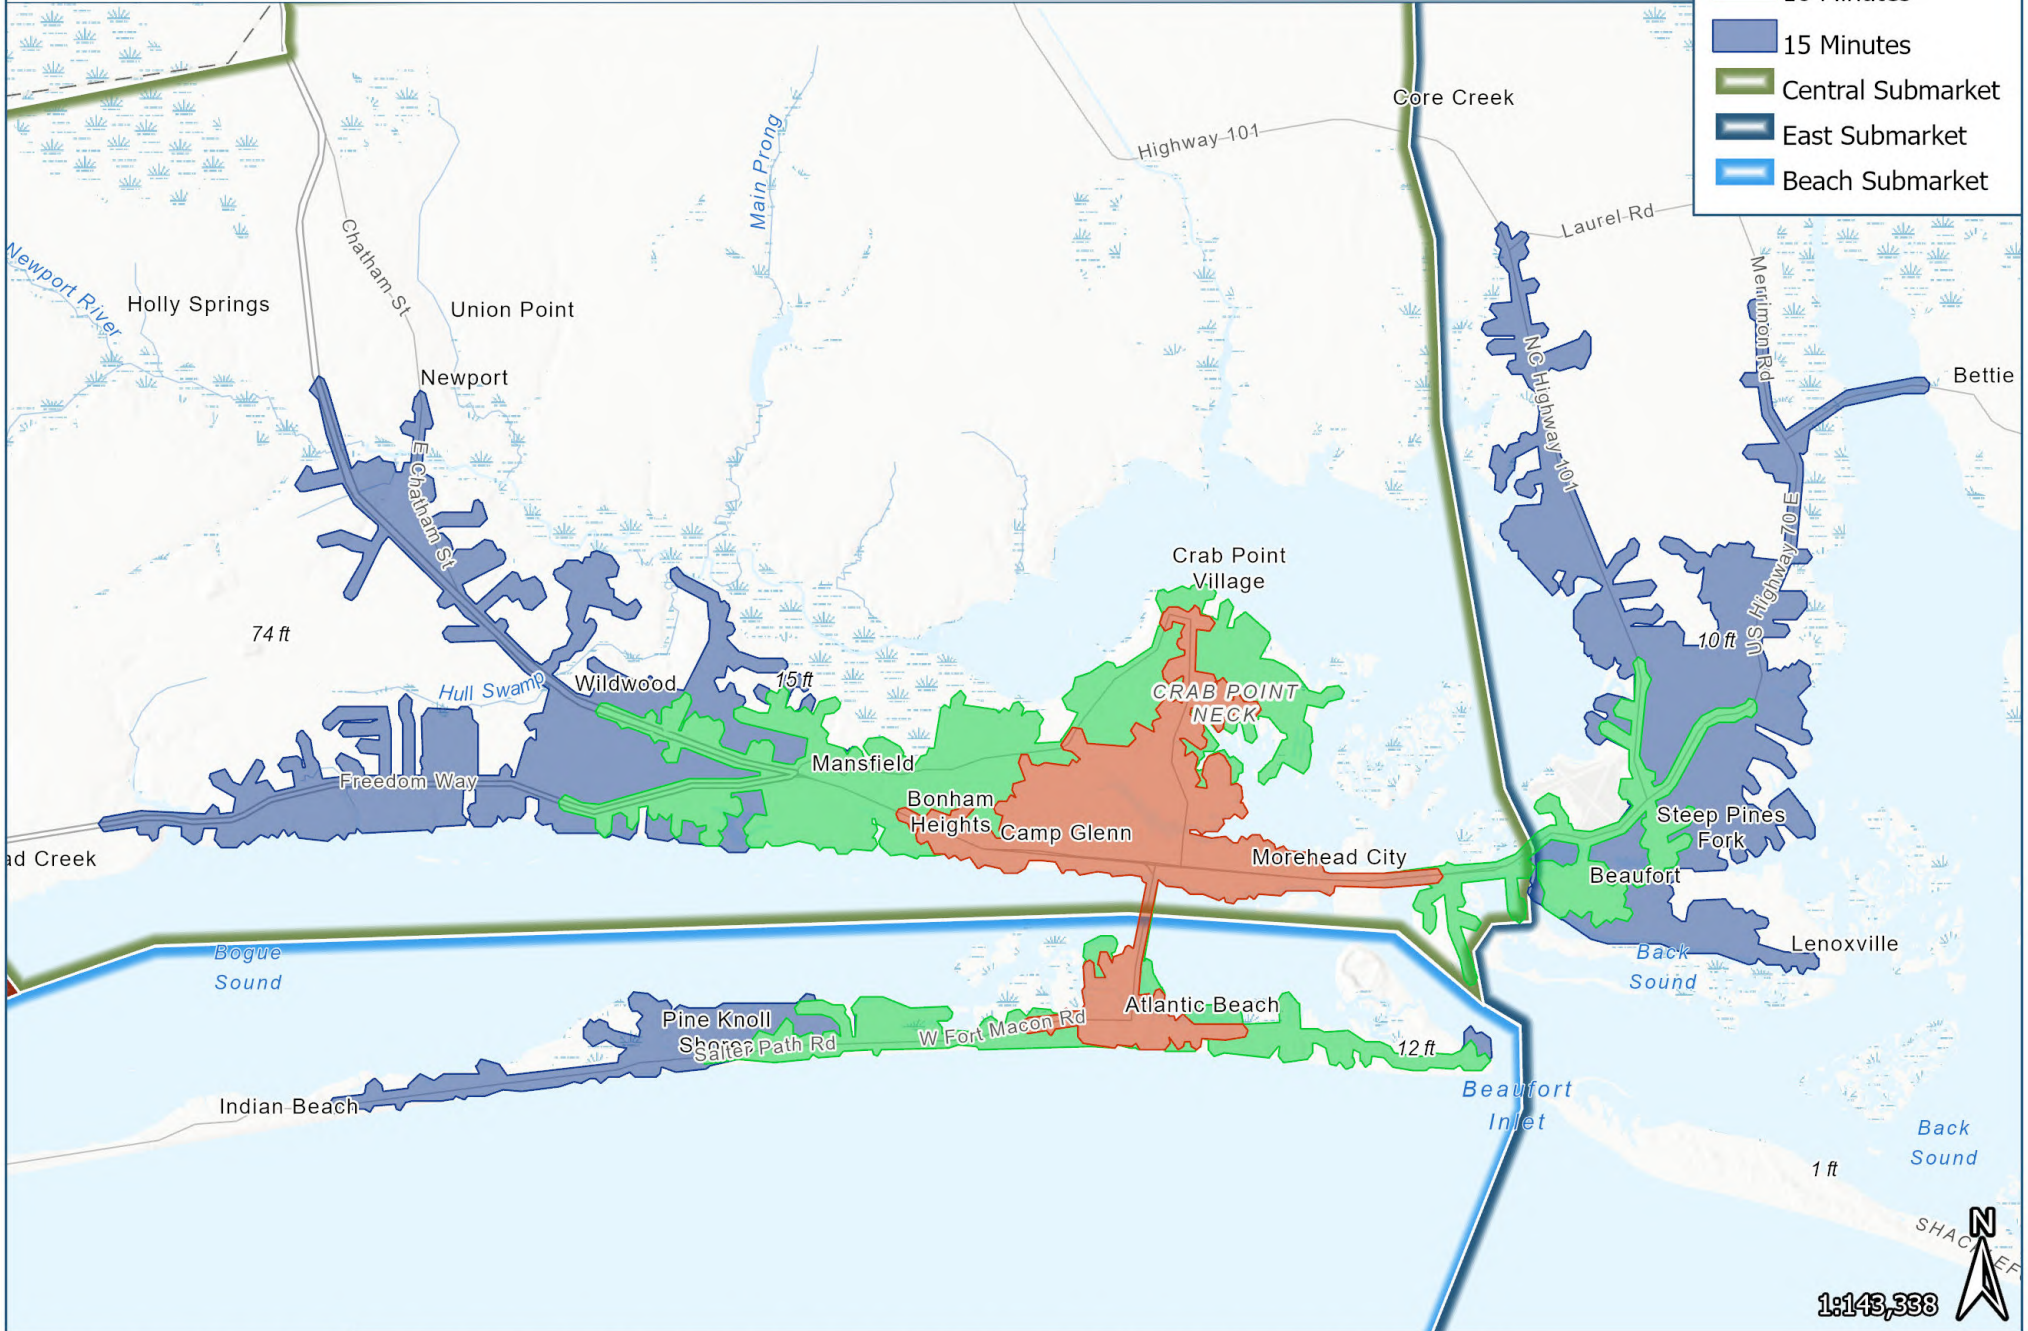 15 Minutes
Central Submarket
East Submarket
Beach Submarket
Core Creek
Highway 101
Main Prong
Laurel Rd
Chatham St
Newport River
Holly Springs
Union Point
Merrimon Rd
Newport
Bettie
NC Highway 101
E Chatham St
US Highway 70 E
Crab Point
Village
74 ft
10 ft
Hull Swamp
Wildwood
15 ft
CRAB POINT
NECK
Mansfield
Freedom Way
Bonham
Heights
Camp Glenn
Steep Pines
Fork
ad Creek
Morehead City
Beaufort
Lenoxville
Bogue
Sound
Back
Sound
Atlantic Beach
Pine Knoll
Shores
Salter Path Rd
W Fort Macon Rd
12 ft
Indian Beach
Beaufort
Inlet
Back
Sound
1 ft
N
1:143,338